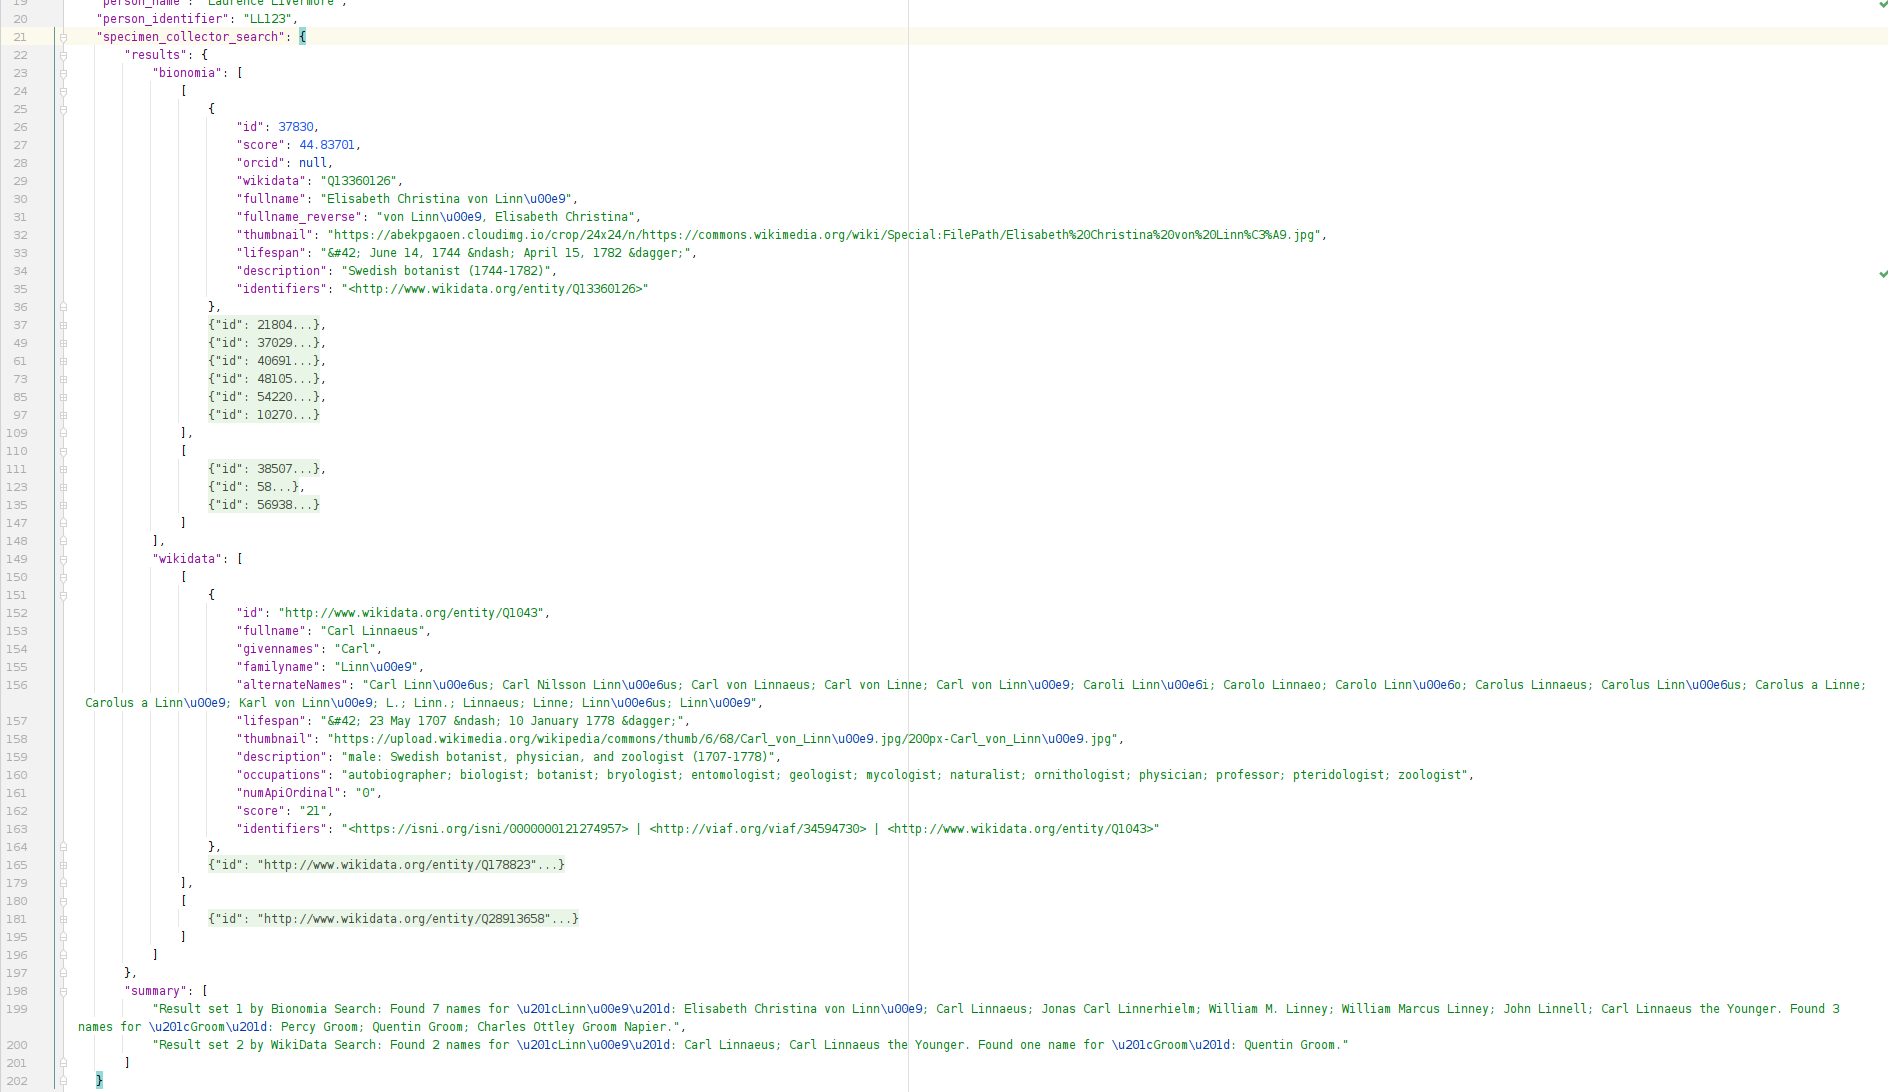 19 "person_name": "Laurence Livermore",
20 "person_identifier": "LL123",
21 "specimen_collector_search": {
22 "results": {
23 "bionomia": [
24 [
25 {
26 "id": 37830,
27 "score": 44.83701,
28 "orcid": null,
29 "wikidata": "Q13360126",
30 "fullname": "Elisabeth Christina von Linn\u00e9",
31 "fullname_reverse": "von Linn\u00e9, Elisabeth Christina",
32 "thumbnail": "https://abekpgaoen.cloudimg.io/crop/24x24/n/https://commons.wikimedia.org/wiki/Special:FilePath/Elisabeth%20Christina%20von%20Linn%C3%A9.jpg",
33 "lifespan": "&#42; June 14, 1744 &ndash; April 15, 1782 &dagger;",
34 "description": "Swedish botanist (1744-1782)",
35 "identifiers": "<http://www.wikidata.org/entity/Q13360126>"
36 },
37 {"id": 21804...},
49 {"id": 37029...},
61 {"id": 40691...},
73 {"id": 48105...},
85 {"id": 54220...},
97 {"id": 10270...}
109 ],
110 [
111 {"id": 38507...},
123 {"id": 58...},
135 {"id": 56938...}
147 ]
148 ],
149 "wikidata": [
150 [
151 {
152 "id": "http://www.wikidata.org/entity/Q1043",
153 "fullname": "Carl Linnaeus",
154 "givennames": "Carl",
155 "familyname": "Linn\u00e9",
156 "alternateNames": "Carl Linn\u00e6us; Carl Nilsson Linn\u00e6us; Carl von Linnaeus; Carl von Linne; Carl von Linn\u00e9; Caroli Linn\u00e6i; Carolo Linnaeo; Carolo Linn\u00e6o; Carolus Linnaeus; Carolus Linn\u00e6us; Carolus a Linne;
Carolus a Linn\u00e9; Karl von Linn\u00e9; L.; Linn.; Linnaeus; Linne; Linn\u00e6us; Linn\u00e9",
157 "lifespan": "&#42; 23 May 1707 &ndash; 10 January 1778 &dagger;",
158 "thumbnail": "https://upload.wikimedia.org/wikipedia/commons/thumb/6/68/Carl_von_Linn\u00e9.jpg/200px-Carl_von_Linn\u00e9.jpg",
159 "description": "male; Swedish botanist, physician, and zoologist (1707-1778)",
160 "occupations": "autobiographer; biologist; botanist; bryologist; entomologist; geologist; mycologist; naturalist; ornithologist; physician; professor; pteridologist; zoologist",
161 "numApiOrdinal": "0",
162 "score": "21",
163 "identifiers": "<https://isni.org/isni/0000000121274957> | <http://viaf.org/viaf/34594730> | <http://www.wikidata.org/entity/Q1043>"
164 },
165 {"id": "http://www.wikidata.org/entity/Q178823"...}
179 ],
180 [
181 {"id": "http://www.wikidata.org/entity/Q28913658"...}
195 ]
196 ]
197 },
198 "summary": [
199 "Result set 1 by Bionomia Search: Found 7 names for \u201cLinn\u00e9\u201d: Elisabeth Christina von Linn\u00e9; Carl Linnaeus; Jonas Carl Linnerhielm; William M. Linney; William Marcus Linney; John Linnell; Carl Linnaeus the Younger. Found 3
names for \u201cGroom\u201d: Percy Groom; Quentin Groom; Charles Ottley Groom Napier.",
200 "Result set 2 by WikiData Search: Found 2 names for \u201cLinn\u00e9\u201d: Carl Linnaeus; Carl Linnaeus the Younger. Found one name for \u201cGroom\u201d: Quentin Groom."
201 ]
202 }